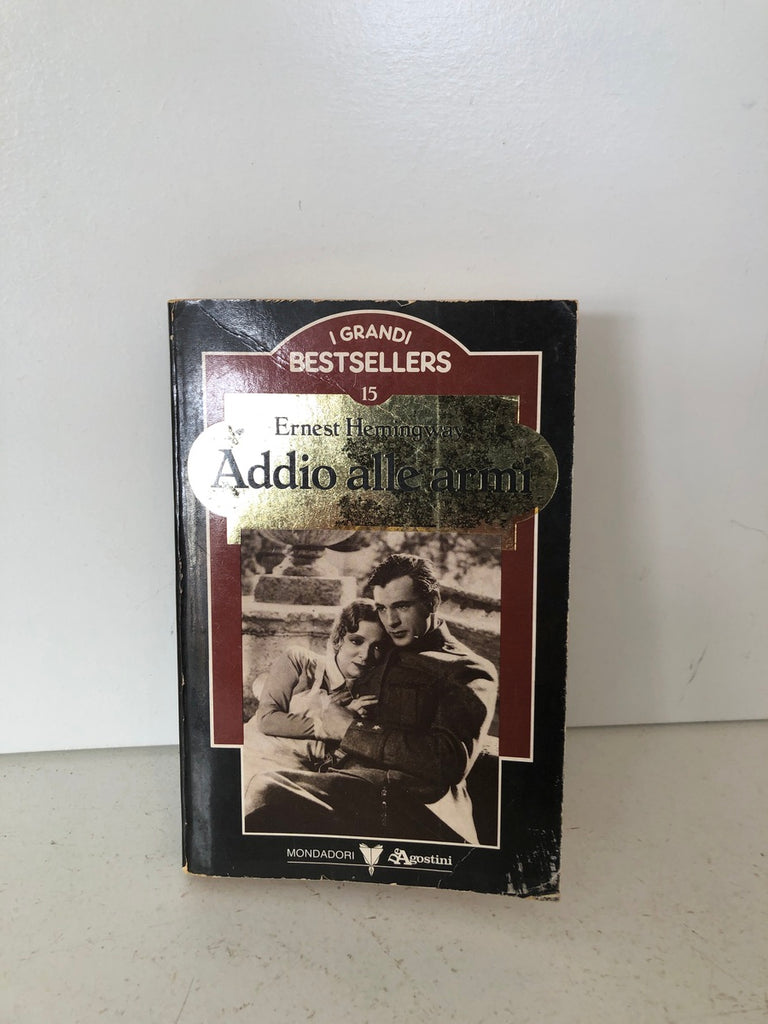 I GRANDI
BESTSELLERS
15
Ernest Hemingway
Addio alle armi
MONDADORI DeAgostini